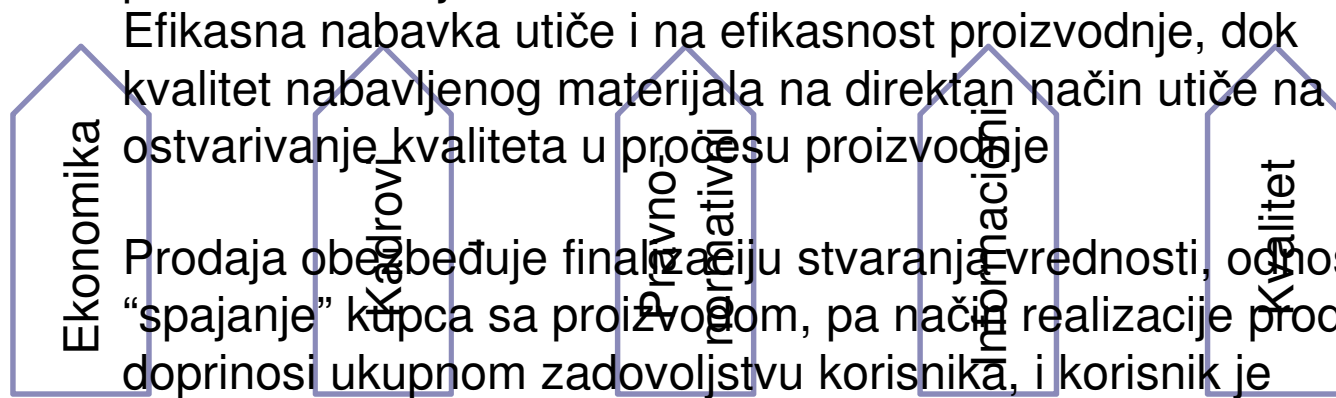 Efikasna nabavka utiče i na efikasnost proizvodnje, dok
kvalitet nabavljenog materijala na direktan način utiče na
ostvarivanje kvaliteta u procesu proizvodnje
Prodaja obezbeđuje finalizaciju stvaranja vrednosti, odnos
“spajanje” kupca sa proizvodom, pa način realizacije prod
doprinosi ukupnom zadovoljstvu korisnika, i korisnik je
Ekonomika
Kadrovi
Pravno-
normativni
Informacioni
Kvalitet